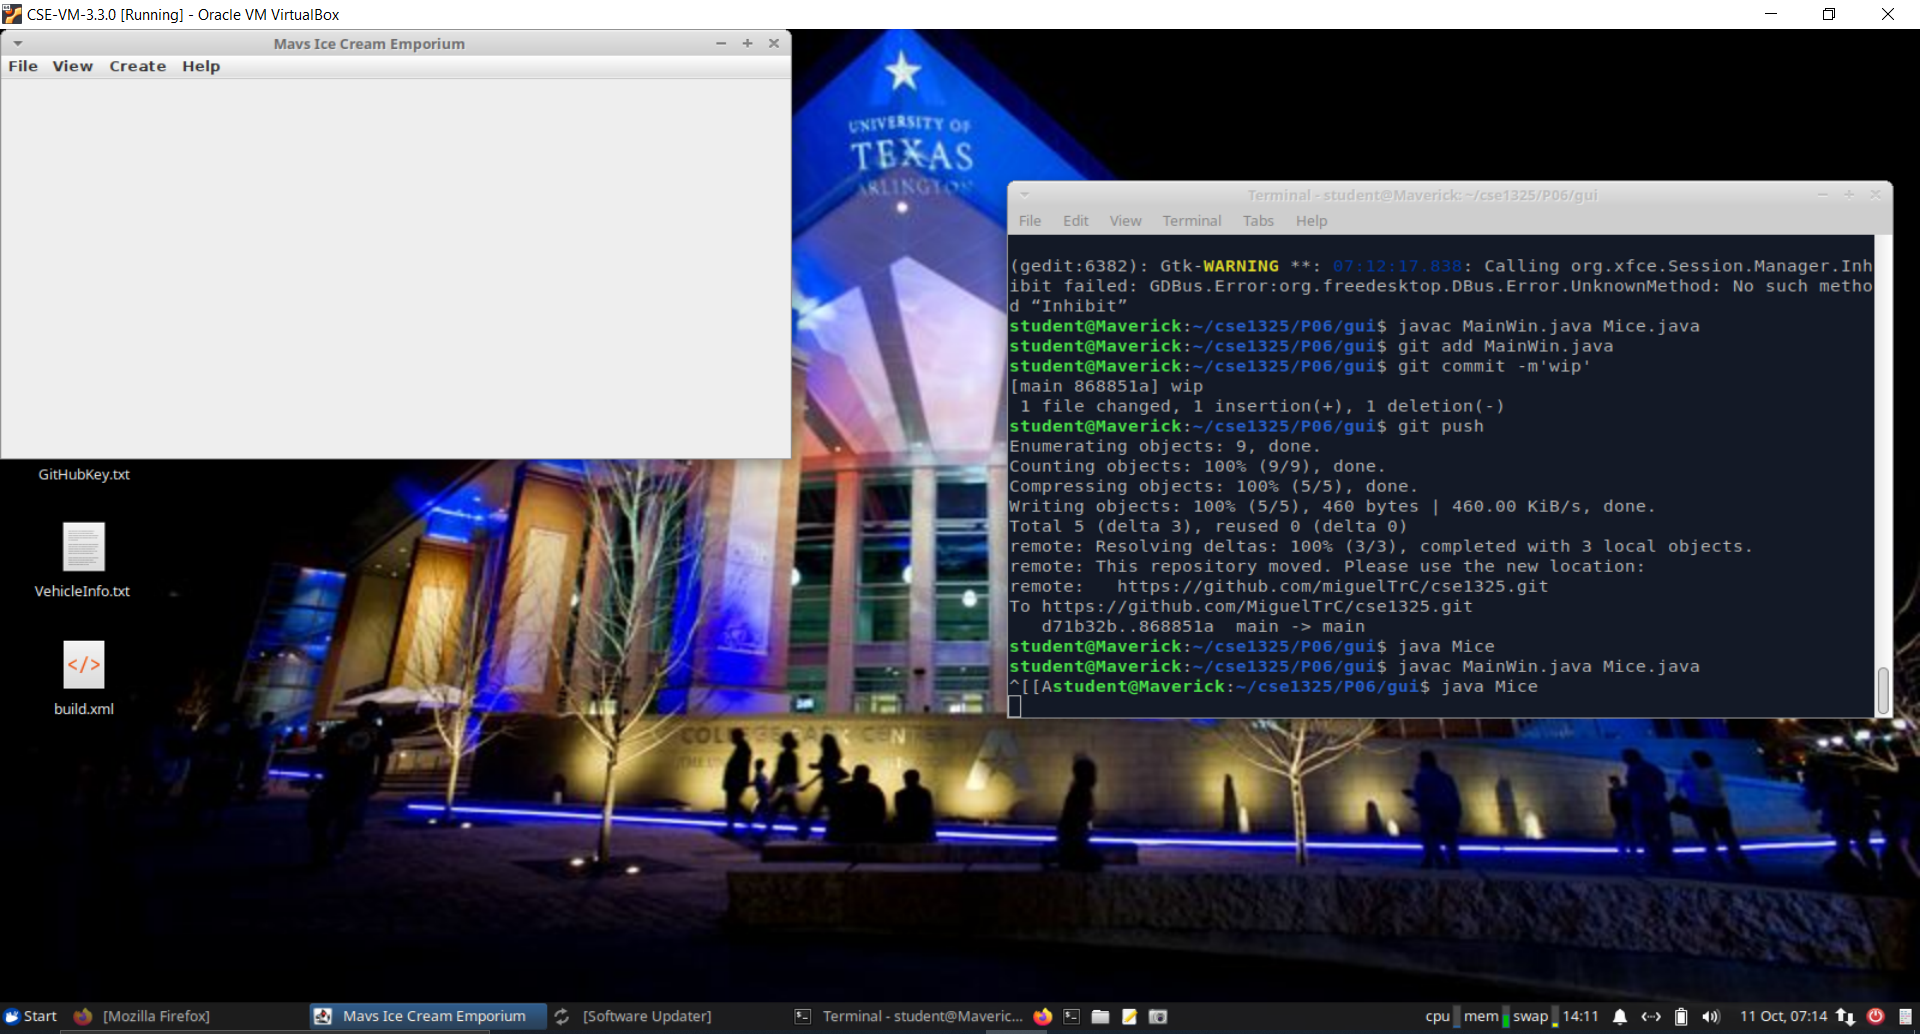 CSE-VM-3.3.0 [Running] - Oracle VM VirtualBox
Mavs Ice Cream Emporium
File View Create Help
UNIVERSITY OF
TEXAS
ARLINGTON
Terminal - student@Maverick: ~/cse1325/P06/gui
File Edit View Terminal Tabs Help
(gedit:6382): Gtk-WARNING **: 07:12:17.838: Calling org.xfce.Session.Manager.Inh
ibit failed: GDBus.Error:org.freedesktop.DBus.Error.UnknownMethod: No such metho
d “Inhibit”
student@Maverick:~/cse1325/P06/gui$ javac MainWin.java Mice.java
student@Maverick:~/cse1325/P06/gui$ git add MainWin.java
student@Maverick:~/cse1325/P06/gui$ git commit -m'wip'
[main 868851a] wip
1 file changed, 1 insertion(+), 1 deletion(-)
student@Maverick:~/cse1325/P06/gui$ git push
Enumerating objects: 9, done.
Counting objects: 100% (9/9), done.
Compressing objects: 100% (5/5), done.
Writing objects: 100% (5/5), 460 bytes | 460.00 KiB/s, done.
Total 5 (delta 3), reused 0 (delta 0)
remote: Resolving deltas: 100% (3/3), completed with 3 local objects.
remote: This repository moved. Please use the new location:
remote:   https://github.com/miguelTrC/cse1325.git
To https://github.com/MiguelTrC/cse1325.git
d71b32b..868851a  main -> main
student@Maverick:~/cse1325/P06/gui$ java Mice
student@Maverick:~/cse1325/P06/gui$ javac MainWin.java Mice.java
^[[Astudent@Maverick:~/cse1325/P06/gui$ java Mice
GitHubKey.txt
VehicleInfo.txt
</>
build.xml
COLLEGE PARK CENTER
Start [Mozilla Firefox] Mavs Ice Cream Emporium [Software Updater] Terminal - student@Maveric... cpu mem swap 14:11 11 Oct, 07:14